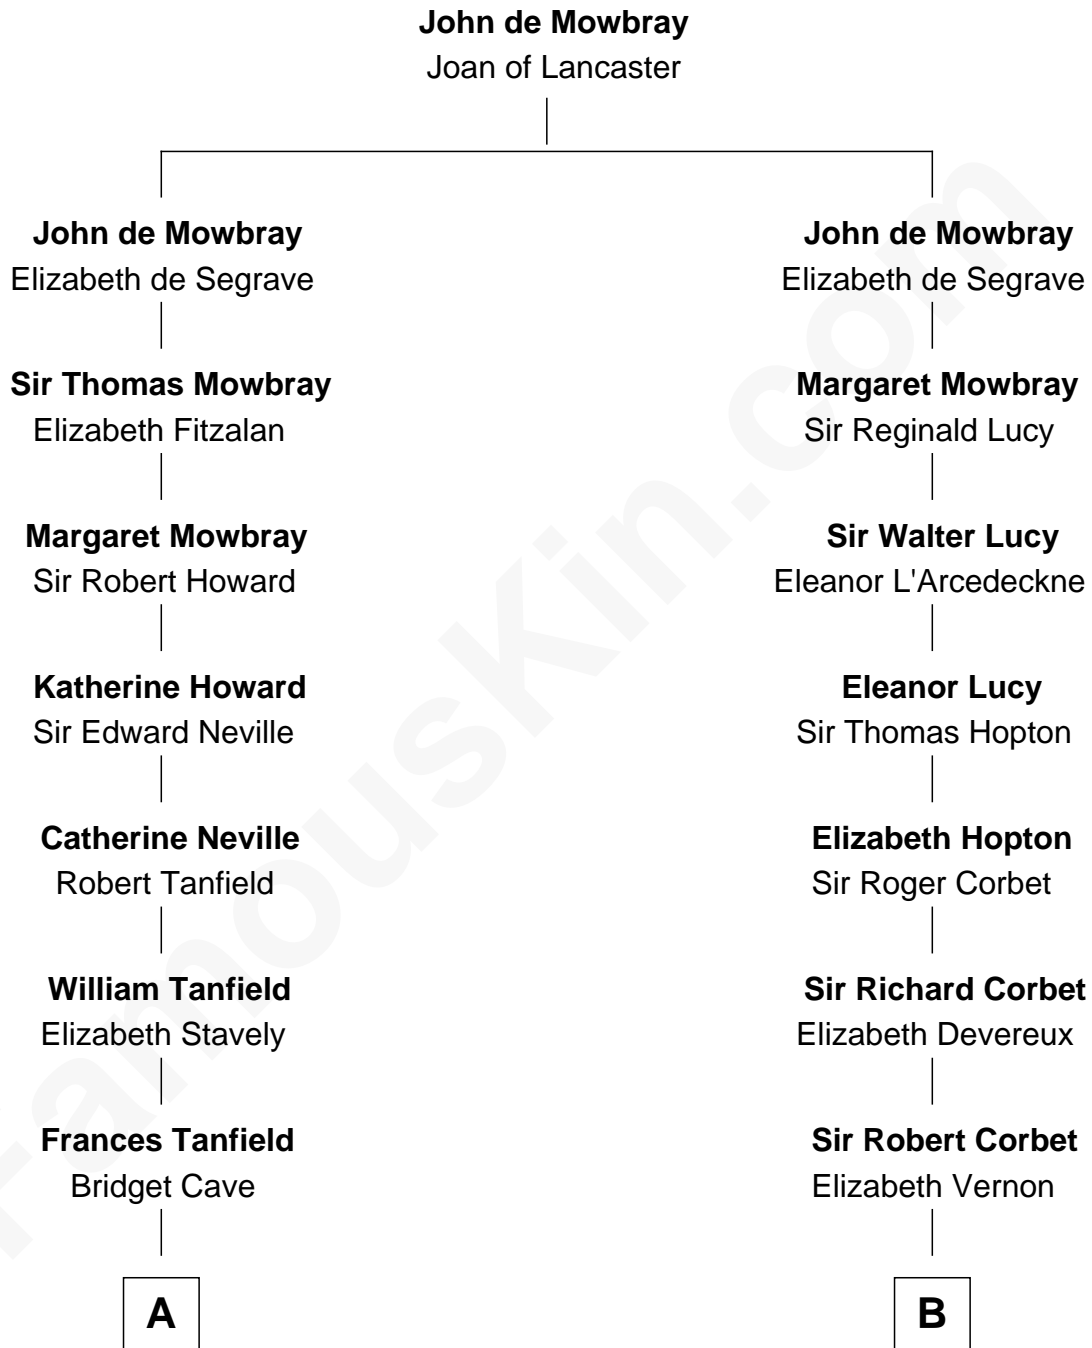 John de Mowbray
Joan of Lancaster
John de Mowbray
Elizabeth de Segrave
Sir Thomas Mowbray
Elizabeth Fitzalan
Margaret Mowbray
Sir Robert Howard
Katherine Howard
Sir Edward Neville
Catherine Neville
Robert Tanfield
William Tanfield
Elizabeth Stavely
Frances Tanfield
Bridget Cave
A
John de Mowbray
Elizabeth de Segrave
Margaret Mowbray
Sir Reginald Lucy
Sir Walter Lucy
Eleanor L'Arcedeckne
Eleanor Lucy
Sir Thomas Hopton
Elizabeth Hopton
Sir Roger Corbet
Sir Richard Corbet
Elizabeth Devereux
Sir Robert Corbet
Elizabeth Vernon
B
FamousKin.com